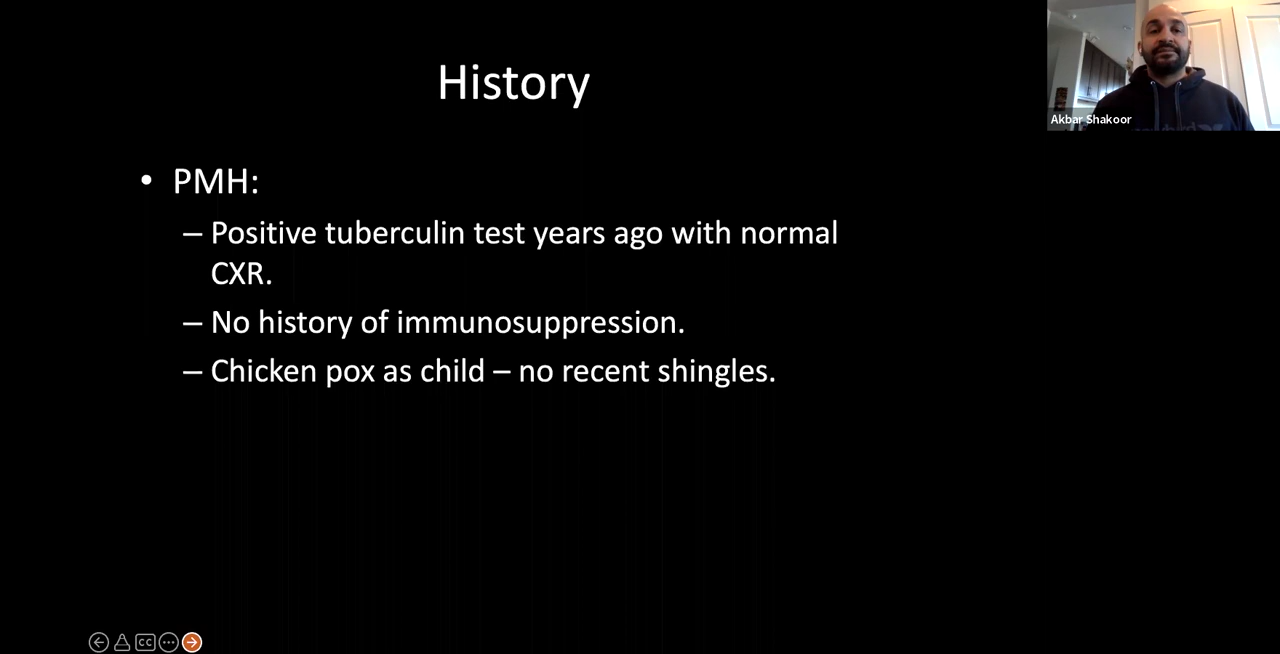 History
Akbar Shakoor
• PMH:
– Positive tuberculin test years ago with normal
CXR.
– No history of immunosuppression.
– Chicken pox as child – no recent shingles.
CC